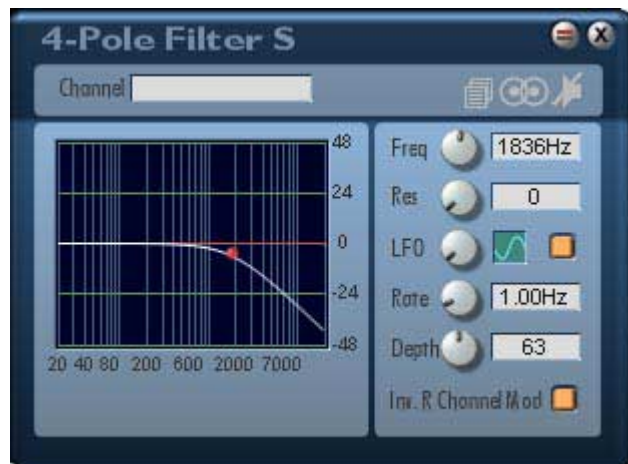 4-Pole Filter S
Channel
48
24
0
-24
-48
20 40 80 200 600 2000 7000
Freq 1836Hz
Res 0
LFO
Rate 1.00Hz
Depth 63
Inv. R Channel Mod